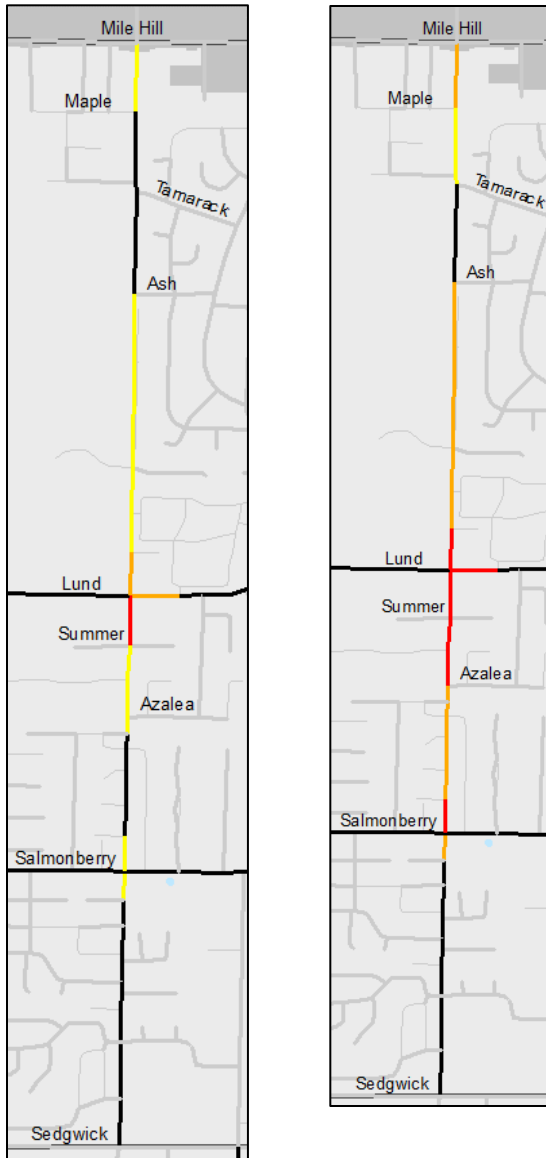 Mile Hill
Maple
Tamarack
Ash
Lund
Summer
Azalea
Salmonberry
Sedgwick
Mile Hill
Maple
Tamarack
Ash
Lund
Summer
Azalea
Salmonberry
Sedgwick